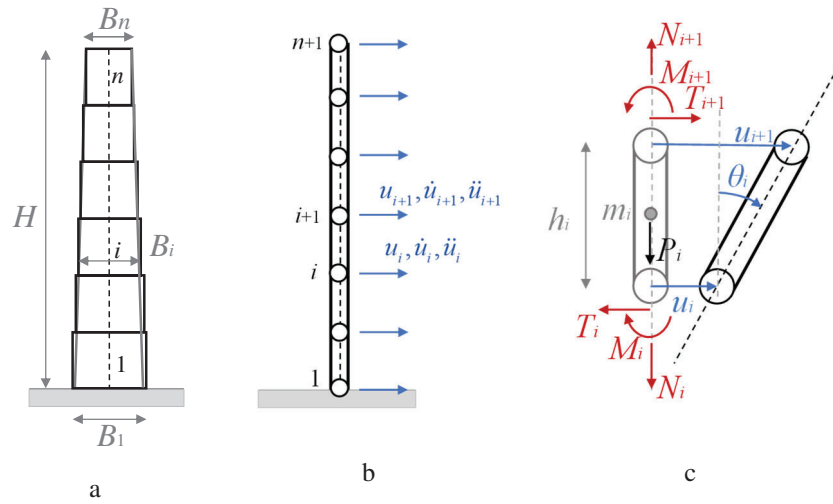 Bn
n
H
i
Bi
1
B1
a
n+1
i+1
i
1
ui+1, u̇i+1, üi+1
ui, u̇i, üi
b
Ni+1
Mi+1
Ti+1
ui+1
θi
hi
mi
Pi
ui
Ti
Mi
Ni
c